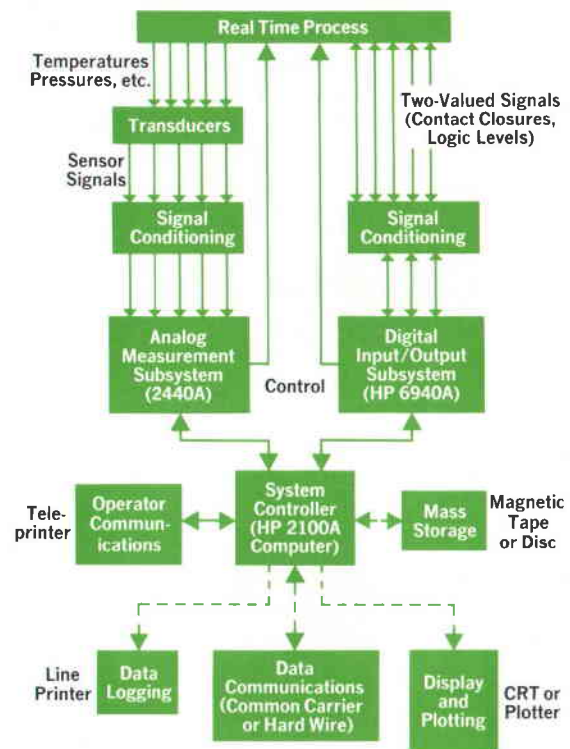 Real Time Process
Temperatures
Pressures, etc.
Two-Valued Signals
(Contact Closures,
Logic Levels)
Transducers
Sensor
Signals
Signal
Conditioning
Signal
Conditioning
Analog
Measurement
Subsystem
(2440A)
Control
Digital
Input/Output
Subsystem
(HP 6940A)
Tele-
printer
Operator
Commun-
ications
System
Controller
(HP 2100A
Computer)
Mass
Storage
Magnetic
Tape
or Disc
Line
Printer
Data
Logging
Data
Communications
(Common Carrier
or Hard Wire)
Display
and
Plotting
CRT or
Plotter